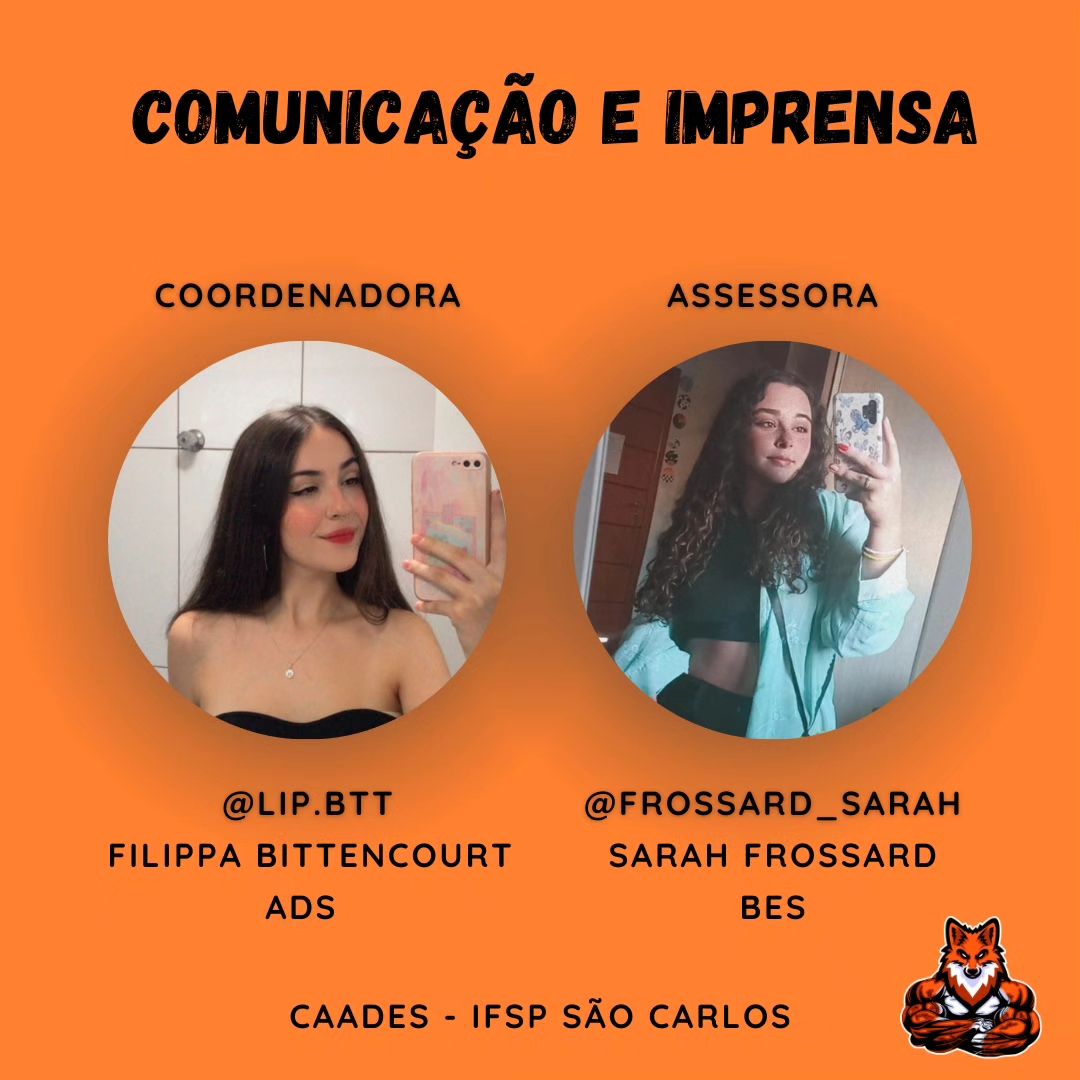 COMUNICAÇÃO E IMPRENSA
COORDENADORA
ASSESSORA
@LIP.BTT
FILIPPA BITTENCOURT
ADS
@FROSSARD_SARAH
SARAH FROSSARD
BES
CAADES - IFSP SÃO CARLOS